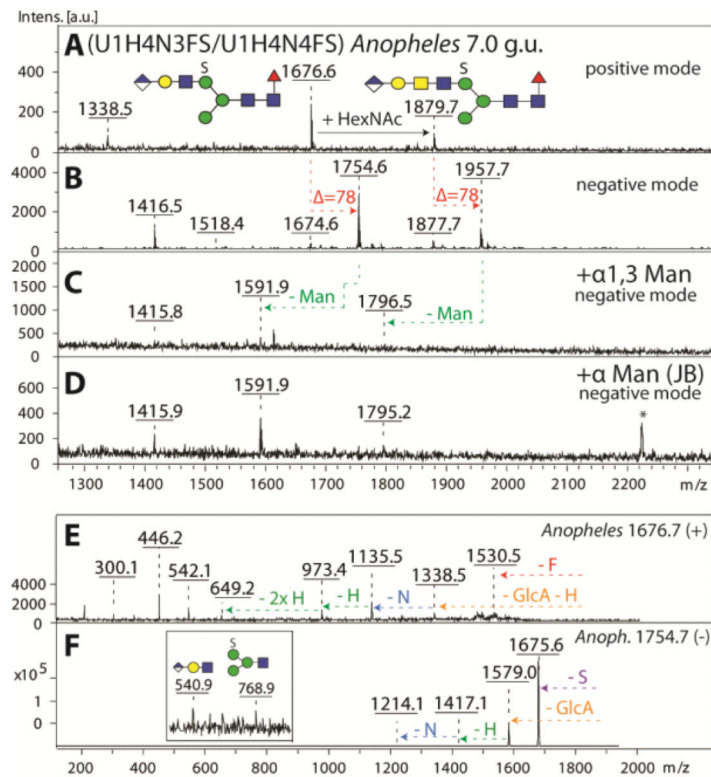 Intens. [a.u.]
A (U1H4N3FS/U1H4N4FS) Anopheles 7.0 g.u.
positive mode
S
S
1338.5
1676.6
+ HexNAc
1879.7
400
200
0
B
negative mode
4000
2000
0
1416.5
1518.4
1674.6
Δ=78
1754.6
1877.7
Δ=78
1957.7
C
+α1,3 Man
negative mode
2000
1500
1000
500
0
1415.8
1591.9
- Man
1796.5
- Man
D
+α Man (JB)
negative mode
600
400
200
0
1415.9
1591.9
1795.2
*
1300 1400 1500 1600 1700 1800 1900 2000 2100 2200 m/z
E
Anopheles 1676.7 (+)
4000
2000
0
300.1
446.2
542.1
649.2
- 2x H
973.4
- H
1135.5
- N
1338.5
- GlcA - H
1530.5
- F
F
Anoph. 1754.7 (-)
x10⁵
1
0
S
540.9
768.9
1214.1
- N
1417.1
- H
1579.0
- GlcA
1675.6
- S
200 400 600 800 1000 1200 1400 1600 1800 2000 m/z